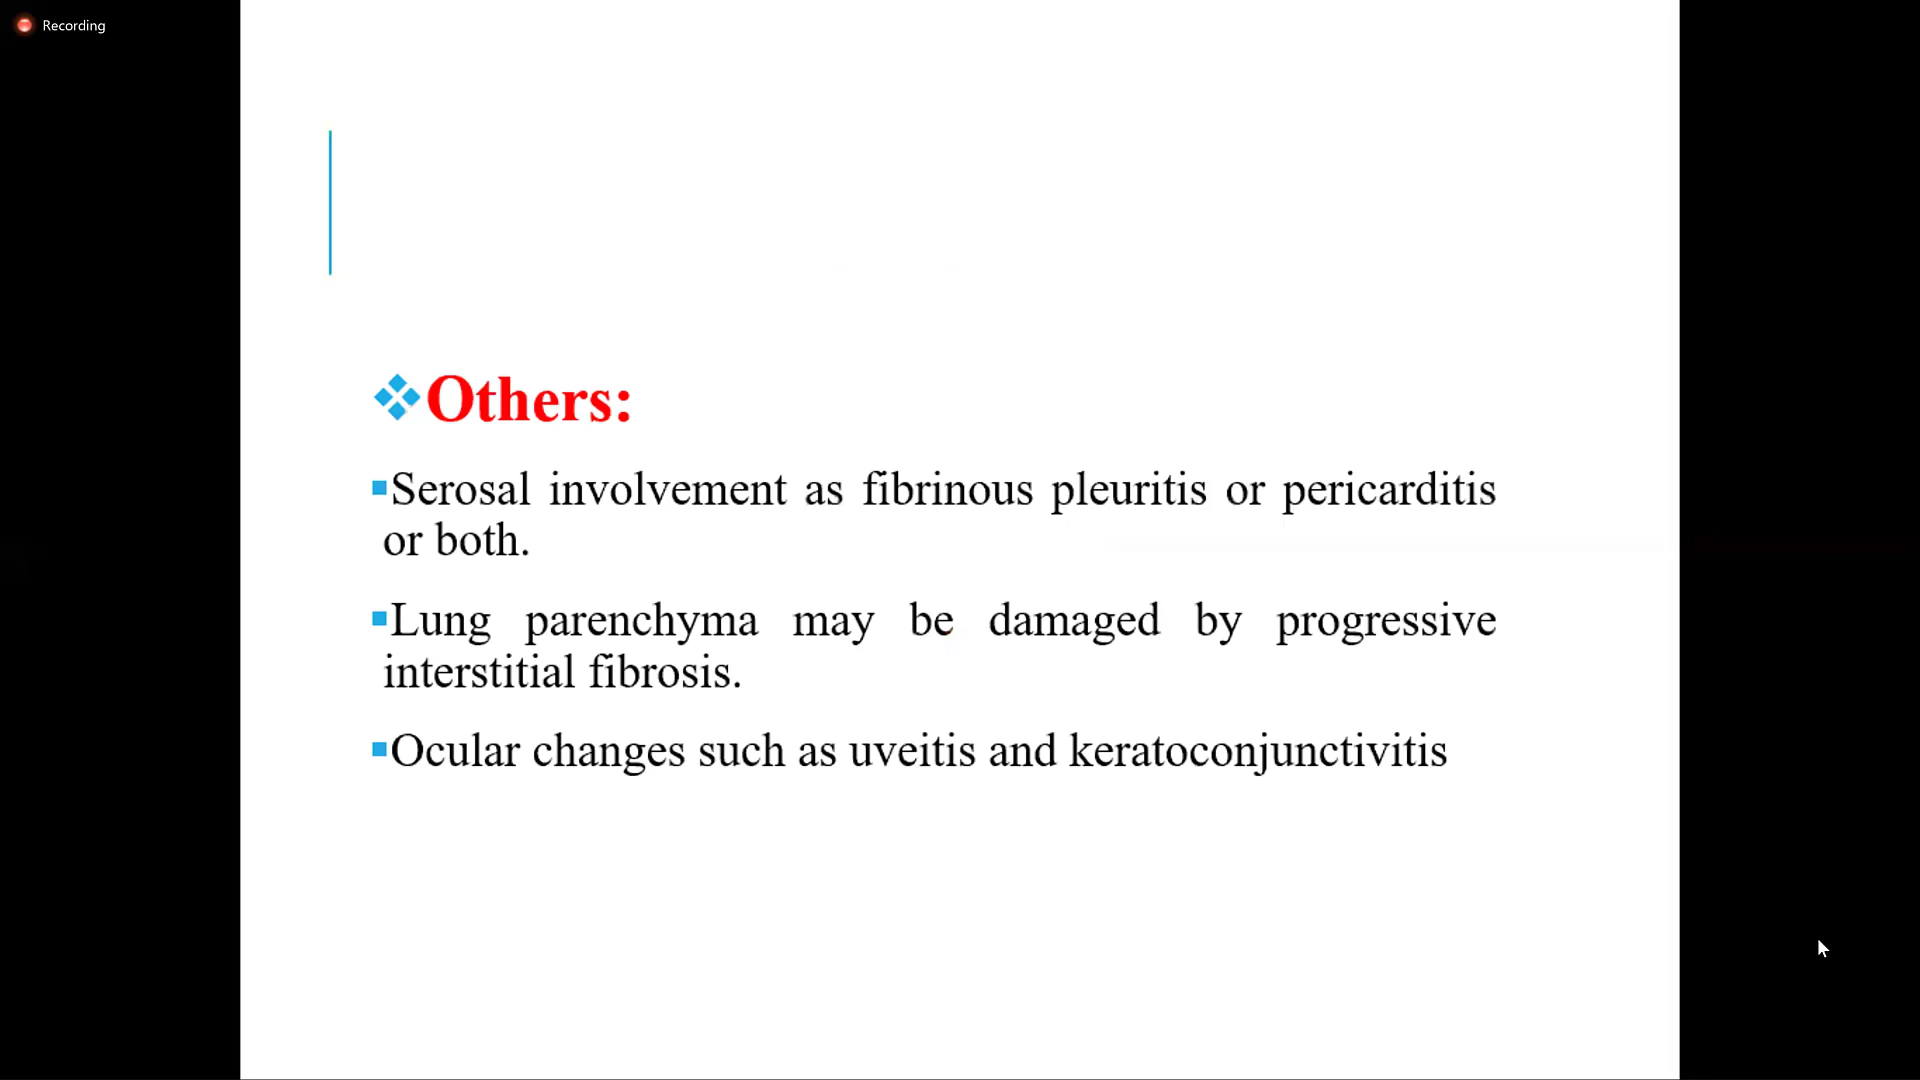 Recording
Others:
Serosal involvement as fibrinous pleuritis or pericarditis
or both.
Lung parenchyma may be damaged by progressive
interstitial fibrosis.
Ocular changes such as uveitis and keratoconjunctivitis